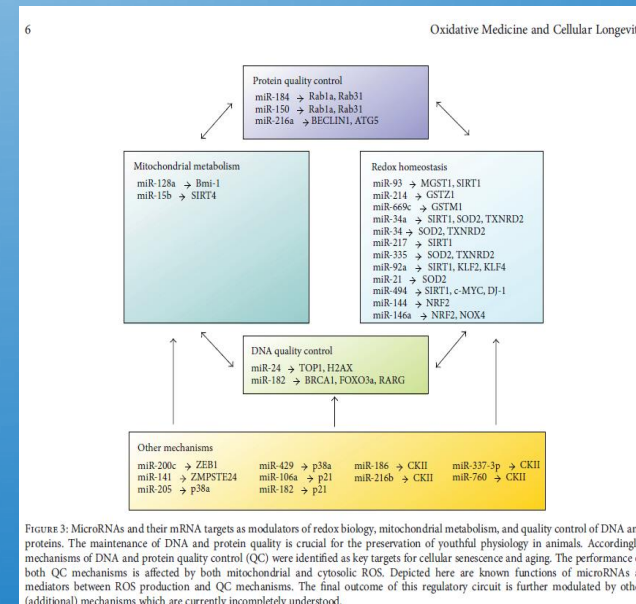 6
Oxidative Medicine and Cellular Longevit
Protein quality control
miR-184 → Rab1a, Rab31
miR-150 → Rab1a, Rab31
miR-216a → BECLIN1, ATG5
Mitochondrial metabolism
miR-128a → Bmi-1
miR-15b → SIRT4
Redox homeostasis
miR-93 → MGST1, SIRT1
miR-214 → GSTZ1
miR-669c → GSTM1
miR-34a → SIRT1, SOD2, TXNRD2
miR-34 → SOD2, TXNRD2
miR-217 → SIRT1
miR-335 → SOD2, TXNRD2
miR-92a → SIRT1, KLF2, KLF4
miR-21 → SOD2
miR-494 → SIRT1, c-MYC, DJ-1
miR-144 → NRF2
miR-146a → NRF2, NOX4
DNA quality control
miR-24 → TOP1, H2AX
miR-182 → BRCA1, FOXO3a, RARG
Other mechanisms
miR-200c → ZEB1 miR-429 → p38a miR-186 → CKII miR-337-3p → CKII
miR-141 → ZMPSTE24 miR-106a → p21 miR-216b → CKII miR-760 → CKII
miR-205 → p38a miR-182 → p21
FIGURE 3: MicroRNAs and their mRNA targets as modulators of redox biology, mitochondrial metabolism, and quality control of DNA an
proteins. The maintenance of DNA and protein quality is crucial for the preservation of youthful physiology in animals. Accordingl
mechanisms of DNA and protein quality control (QC) were identified as key targets for cellular senescence and aging. The performance o
both QC mechanisms is affected by both mitochondrial and cytosolic ROS. Depicted here are known functions of microRNAs a
mediators between ROS production and QC mechanisms. The final outcome of this regulatory circuit is further modulated by othe
(additional) mechanisms which are currently incompletely understood.